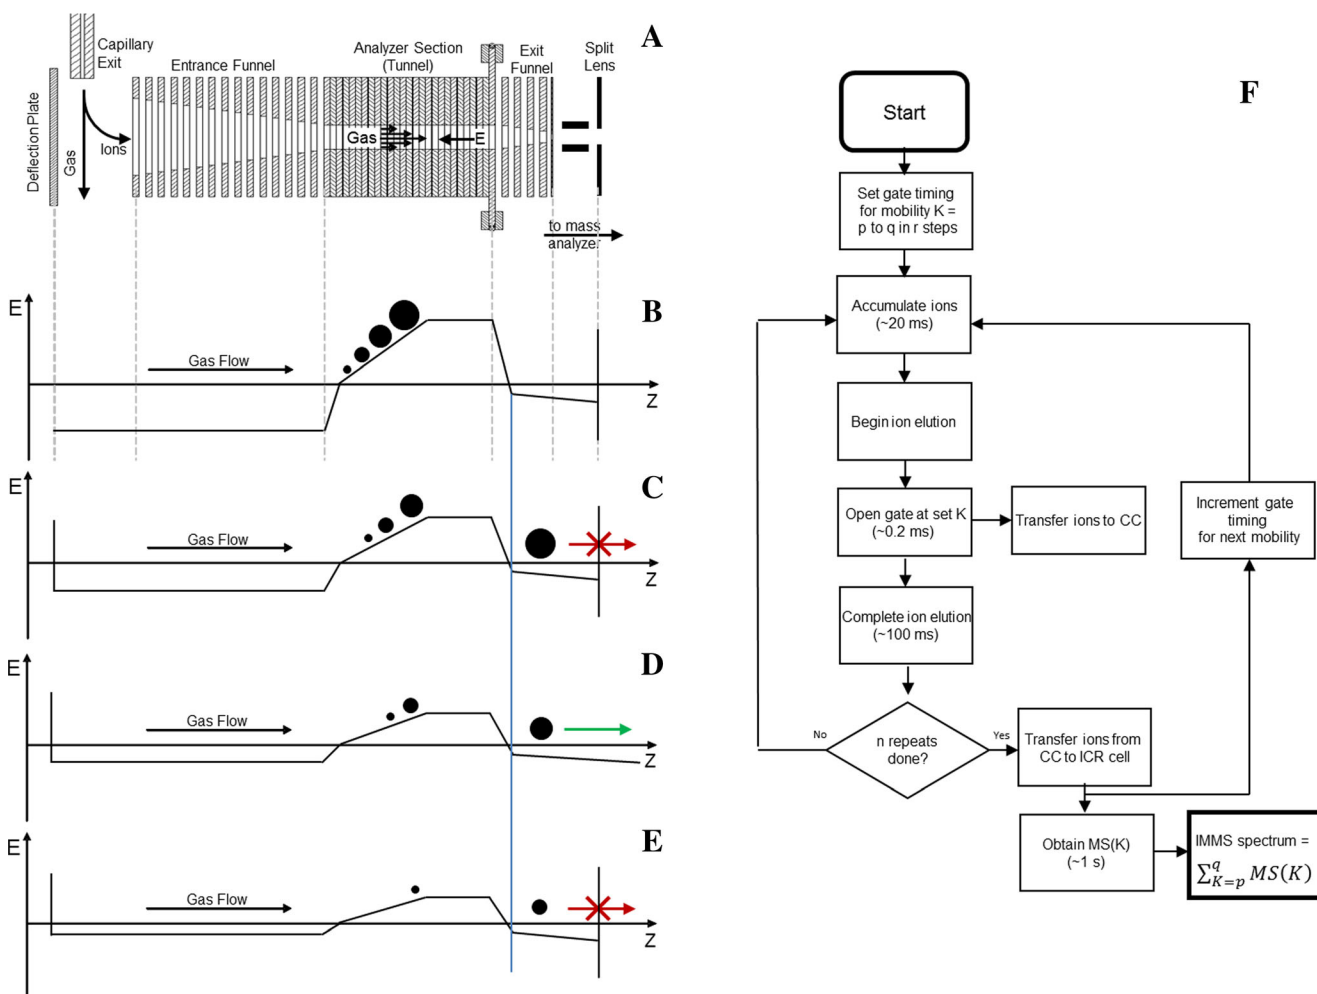 A
Capillary
Exit
Deflection Plate
Gas
Ions
Entrance Funnel
Analyzer Section
(Tunnel)
Exit
Funnel
Split
Lens
Gas
E
to mass
analyzer
B
E
Gas Flow
Z
C
E
Gas Flow
Z
D
E
Gas Flow
Z
E
E
Gas Flow
Z
F
Start
Set gate timing
for mobility K =
p to q in r steps
Accumulate ions
(~20 ms)
Begin ion elution
Open gate at set K
(~0.2 ms)
Transfer ions to CC
Increment gate
timing
for next mobility
Complete ion elution
(~100 ms)
No
n repeats
done?
Yes
Transfer ions from
CC to ICR cell
Obtain MS(K)
(~1 s)
IMMS spectrum =
∑_{K=p}^{q} MS(K)